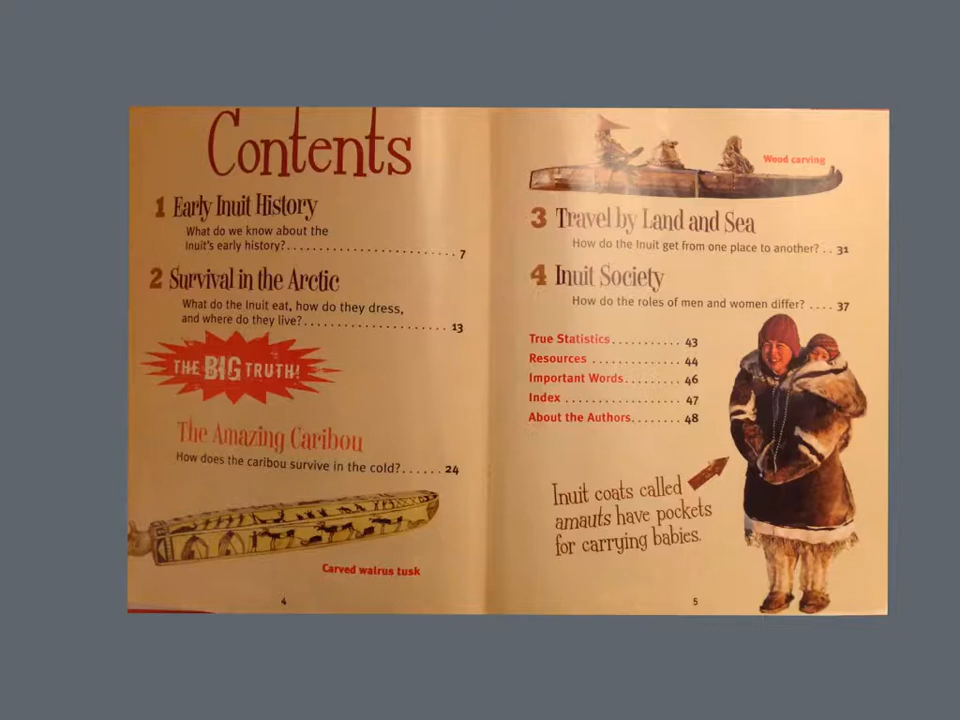 Contents
1 Early Inuit History
What do we know about the
Inuit's early history?. . . . . . . . . . . . . . . . . . . . . . . . . . 7
2 Survival in the Arctic
What do the Inuit eat, how do they dress,
and where do they live?. . . . . . . . . . . . . . . . . . . . . . 13
THE BIG TRUTH!
The Amazing Caribou
How does the caribou survive in the cold?. . . . . . 24
Carved walrus tusk
4
Wood carving
3 Travel by Land and Sea
How do the Inuit get from one place to another? . . 31
4 Inuit Society
How do the roles of men and women differ? . . . . 37
True Statistics. . . . . . . . . . . 43
Resources . . . . . . . . . . . . . . 44
Important Words. . . . . . . . . 46
Index . . . . . . . . . . . . . . . . . . 47
About the Authors. . . . . . . . 48
Inuit coats called
amauts have pockets
for carrying babies.
5